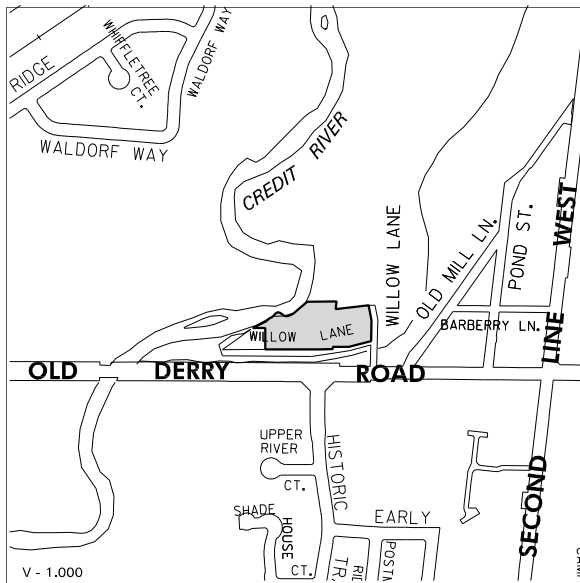 RIDGE
WHIFFLETREE
CT.
WALDORF WAY
WALDORF WAY
CREDIT RIVER
WILLOW LANE
OLD MILL LN.
POND ST.
SECOND LINE WEST
BARBERRY LN.
WILLOW LANE
OLD DERRY ROAD
UPPER
RIVER
CT.
HISTORIC
SHADE
HOUSE
CT.
EARLY
V - 1.000